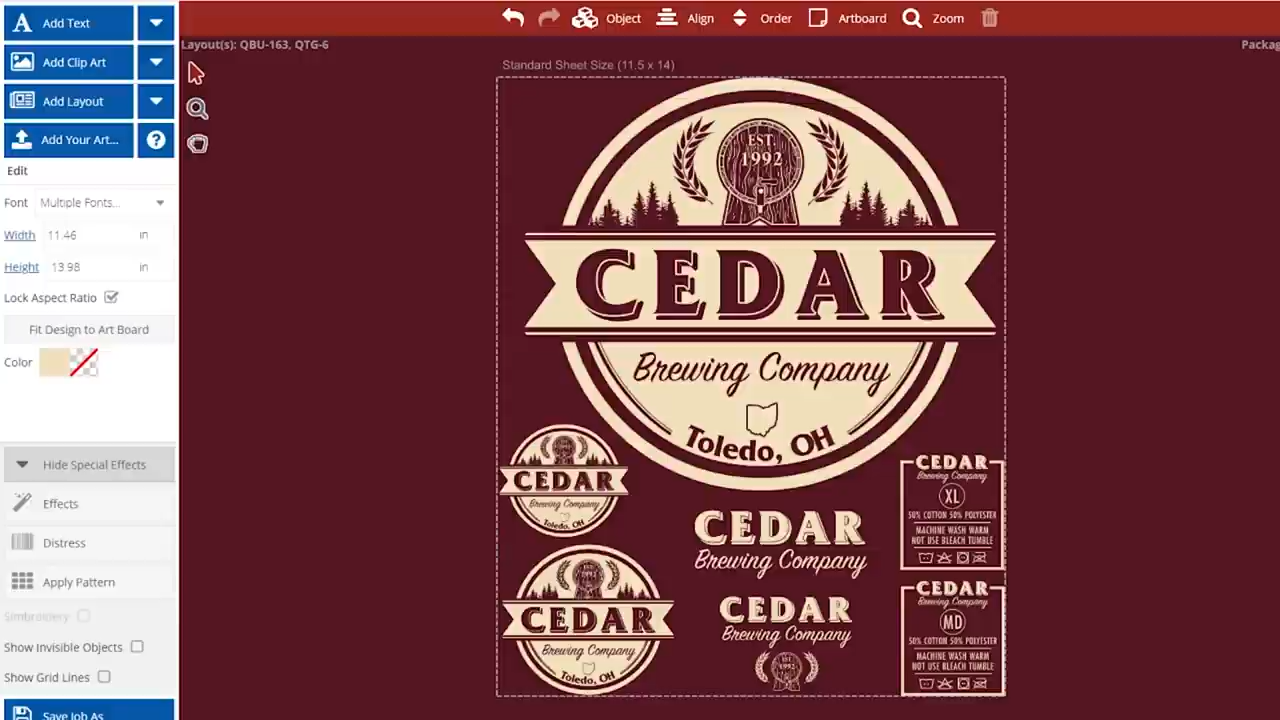 Add Text
Add Clip Art
Add Layout
Add Your Art...
?
Edit
Font
Multiple Fonts...
Width
11.46
in
Height
13.98
in
Lock Aspect Ratio
Fit Design to Art Board
Color
Hide Special Effects
Effects
Distress
Apply Pattern
Simbroidery
Show Invisible Objects
Show Grid Lines
Save Job As
Object
Align
Order
Artboard
Zoom
Layout(s): QBU-163, QTG-6
Packag
Standard Sheet Size (11.5 x 14)
EST.
1992
CEDAR
Brewing Company
Toledo, OH
CEDAR
Brewing Company
Toledo, OH
CEDAR
Brewing Company
Toledo, OH
CEDAR
Brewing Company
CEDAR
Brewing Company
EST.
1992
CEDAR
Brewing Company
XL
50% COTTON 50% POLYESTER
MACHINE WASH WARM
NOT USE BLEACH TUMBLE
CEDAR
Brewing Company
MD
50% COTTON 50% POLYESTER
MACHINE WASH WARM
NOT USE BLEACH TUMBLE